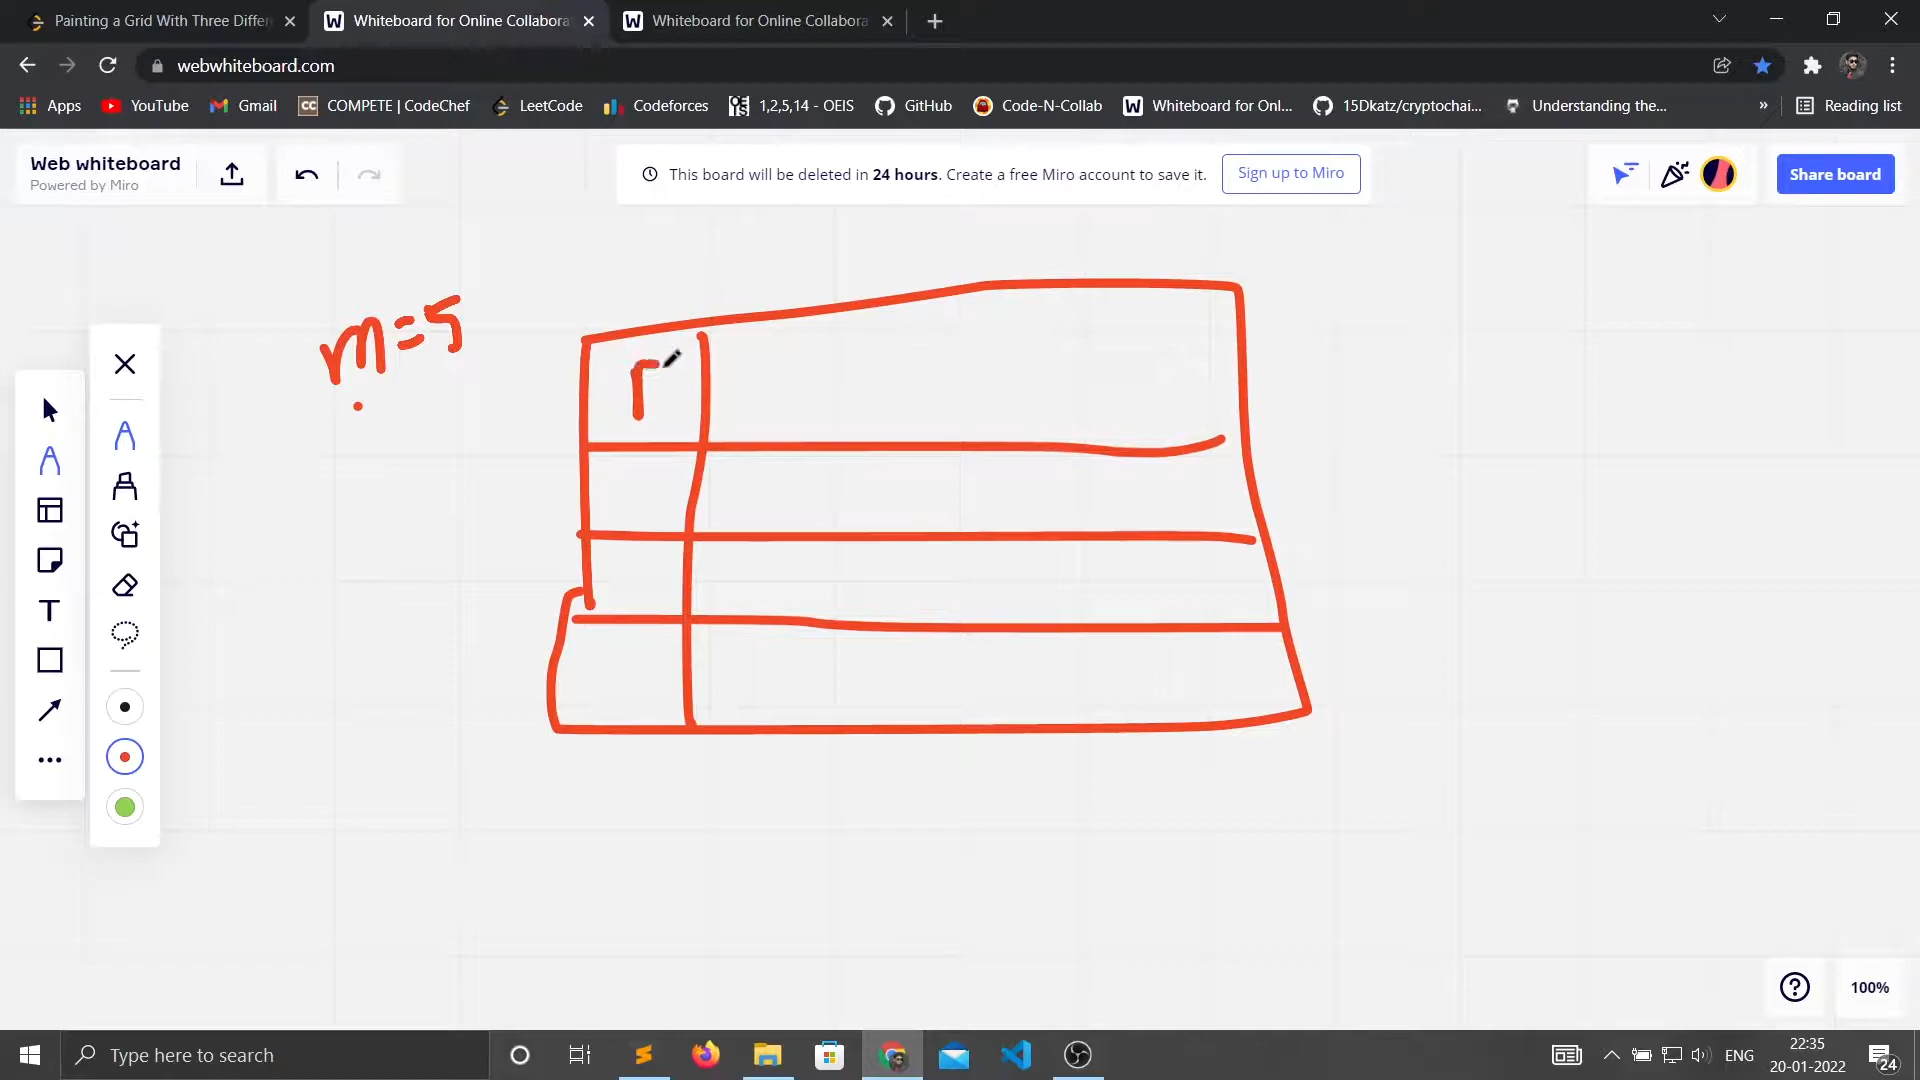 Painting a Grid With Three Differe
Whiteboard for Online Collabora
Whiteboard for Online Collabora
webwhiteboard.com
Apps
YouTube
Gmail
CC COMPETE | CodeChef
LeetCode
Codeforces
1,2,5,14 - OEIS
GitHub
Code-N-Collab
Whiteboard for Onl...
15Dkatz/cryptochai...
Understanding the...
»
Reading list
Web whiteboard
Powered by Miro
This board will be deleted in 24 hours. Create a free Miro account to save it.
Sign up to Miro
Share board
m=5
r
T
100%
Type here to search
ENG
22:35
20-01-2022
24